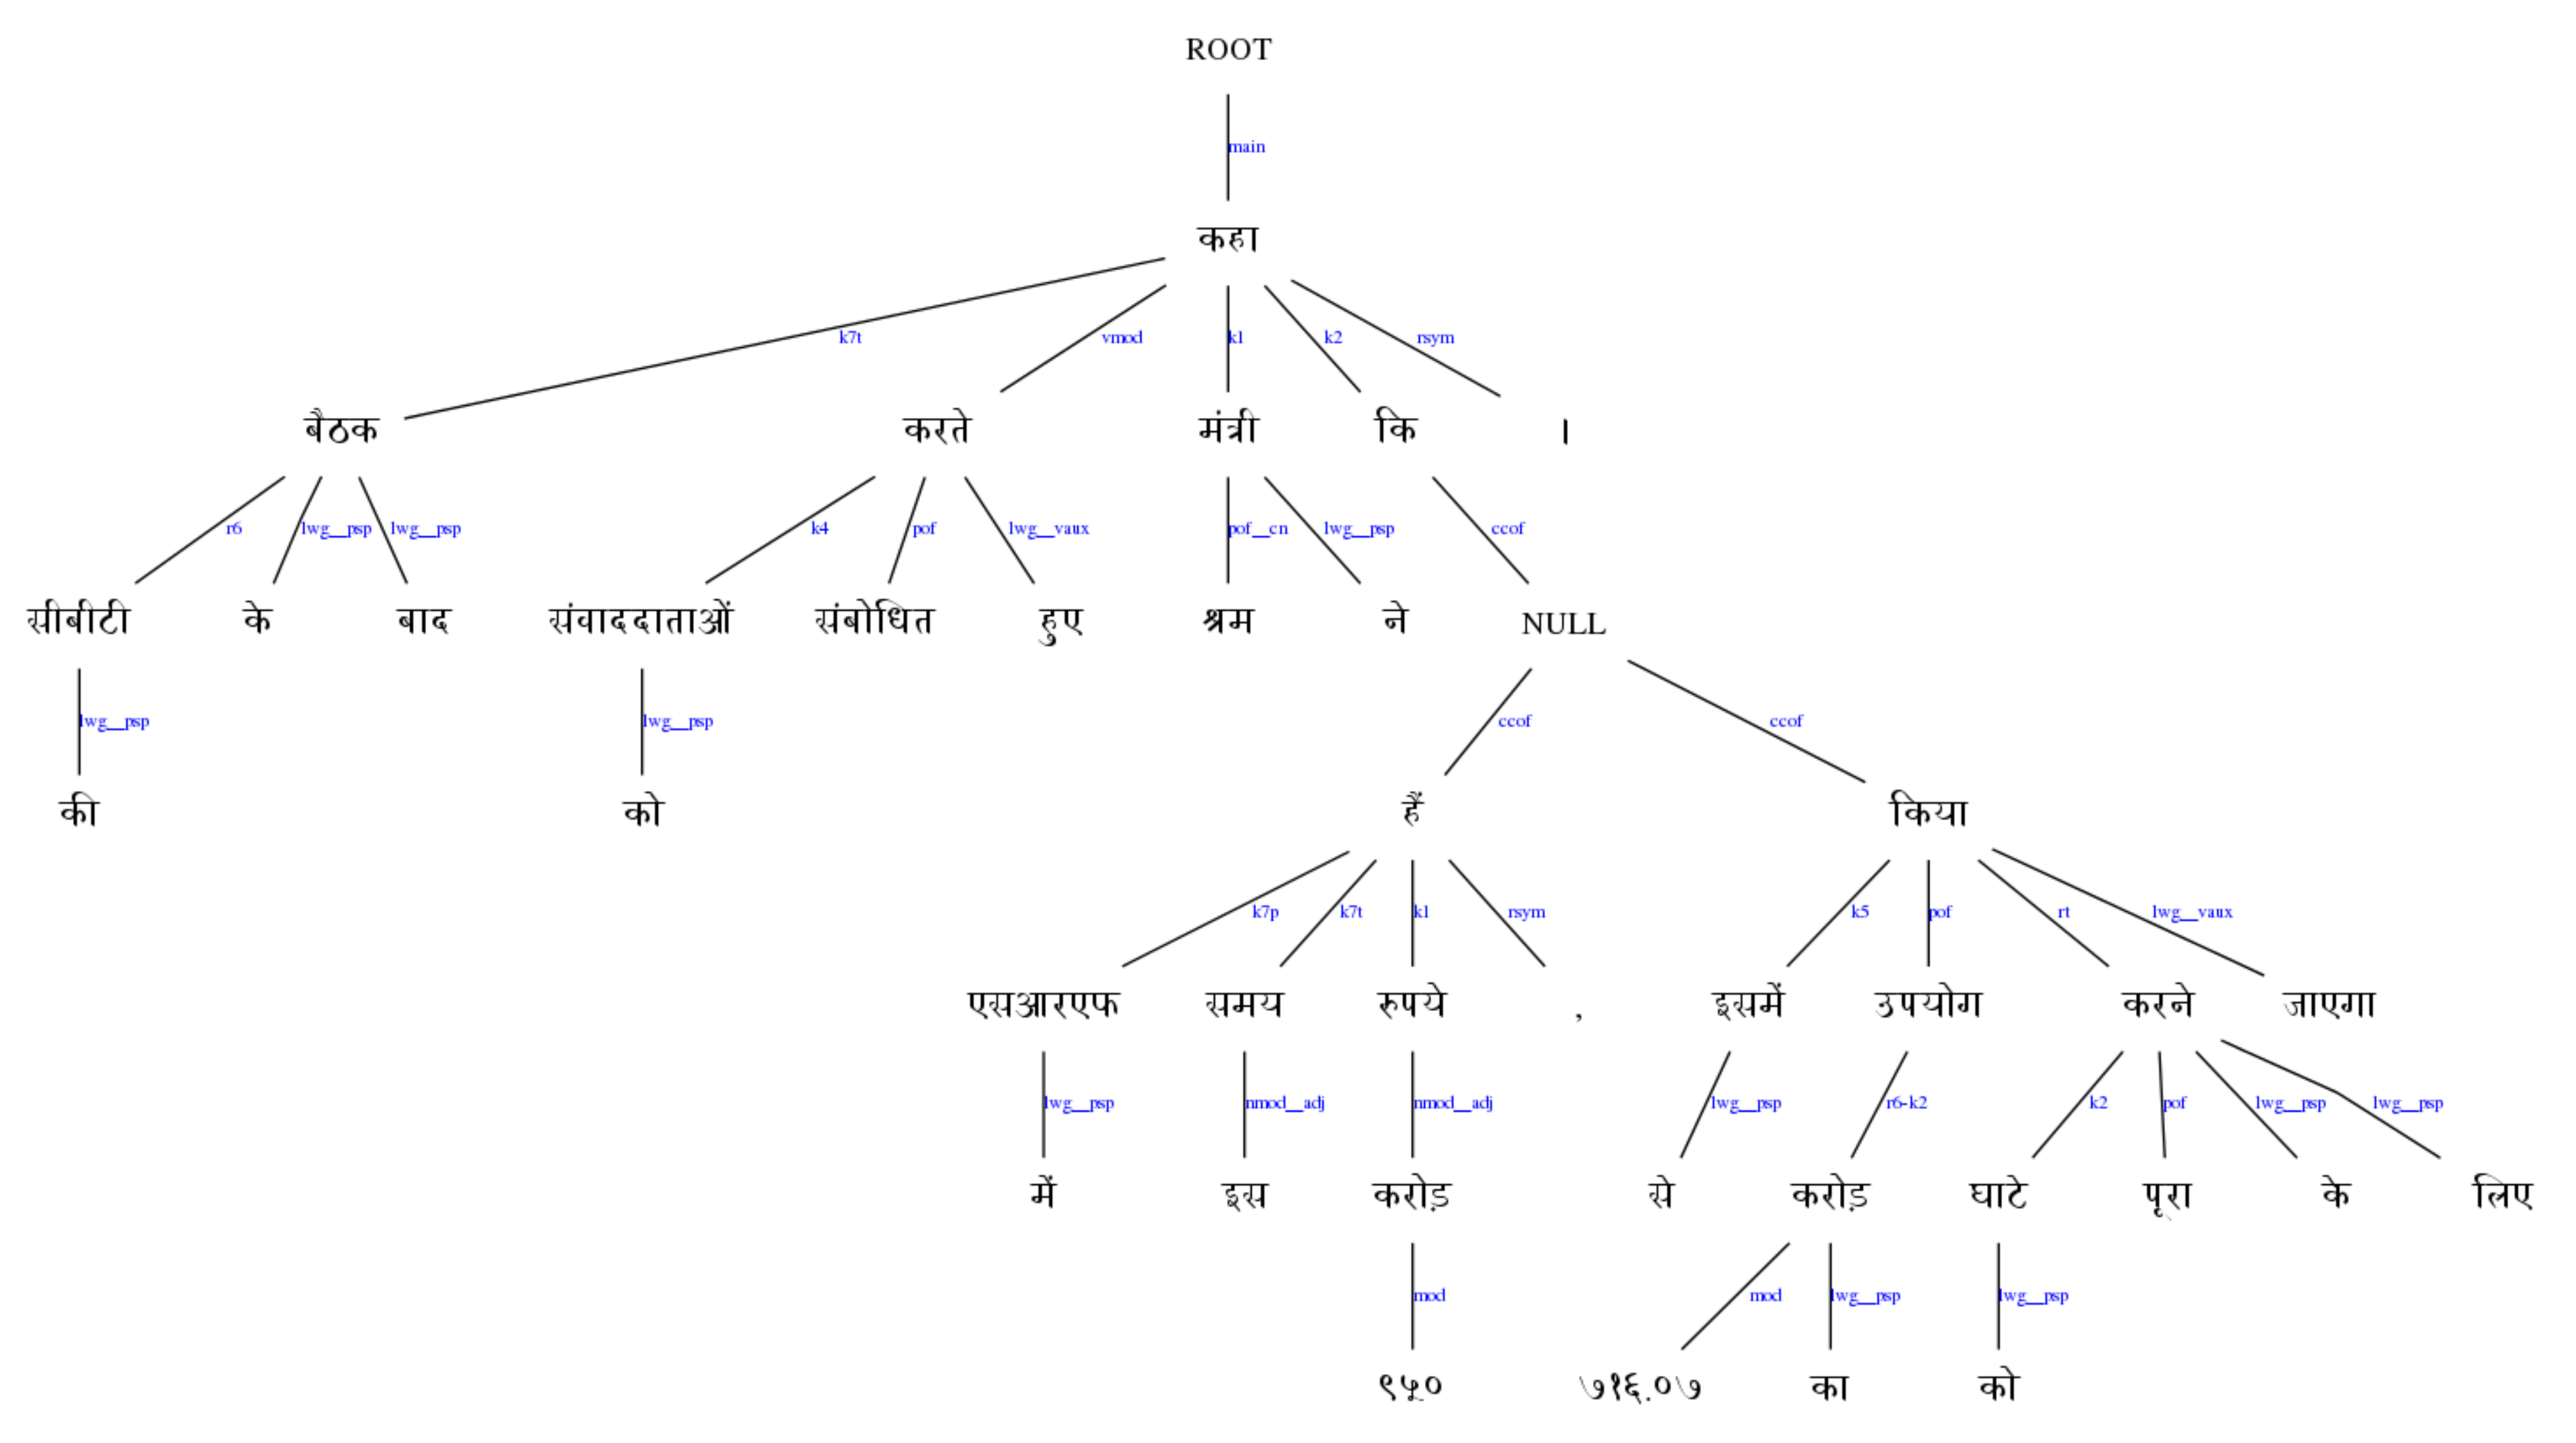 ROOT
main
कहा
k7t vmod k1 k2 rsym
बैठक करते मंत्री कि ।
r6 lwg__psp lwg__psp k4 pof lwg__vaux pof__cn lwg__psp ccof
सीबीटी के बाद संवाददाताओं संबोधित हुए श्रम ने NULL
lwg__psp lwg__psp ccof ccof
की को हैं किया
k7p k7t k1 rsym k5 pof rt lwg__vaux
एसआरएफ समय रुपये , इसमें उपयोग करने जाएगा
lwg__psp nmod__adj nmod__adj lwg__psp r6-k2 k2 pof lwg__psp lwg__psp
में इस करोड़ से करोड़ घाटे पूरा के लिए
mod mod lwg__psp lwg__psp
९५० ७१६.०७ का को